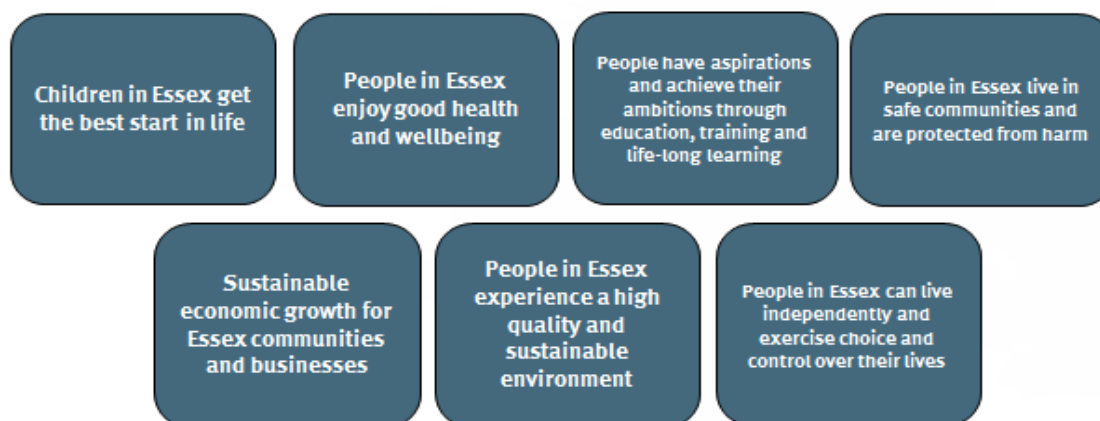 Children in Essex get
the best start in life
People in Essex
enjoy good health
and wellbeing
People have aspirations
and achieve their
ambitions through
education, training and
life-long learning
People in Essex live in
safe communities and
are protected from harm
Sustainable
economic growth for
Essex communities
and businesses
People in Essex
experience a high
quality and
sustainable
environment
People in Essex can live
independently and
exercise choice and
control over their lives